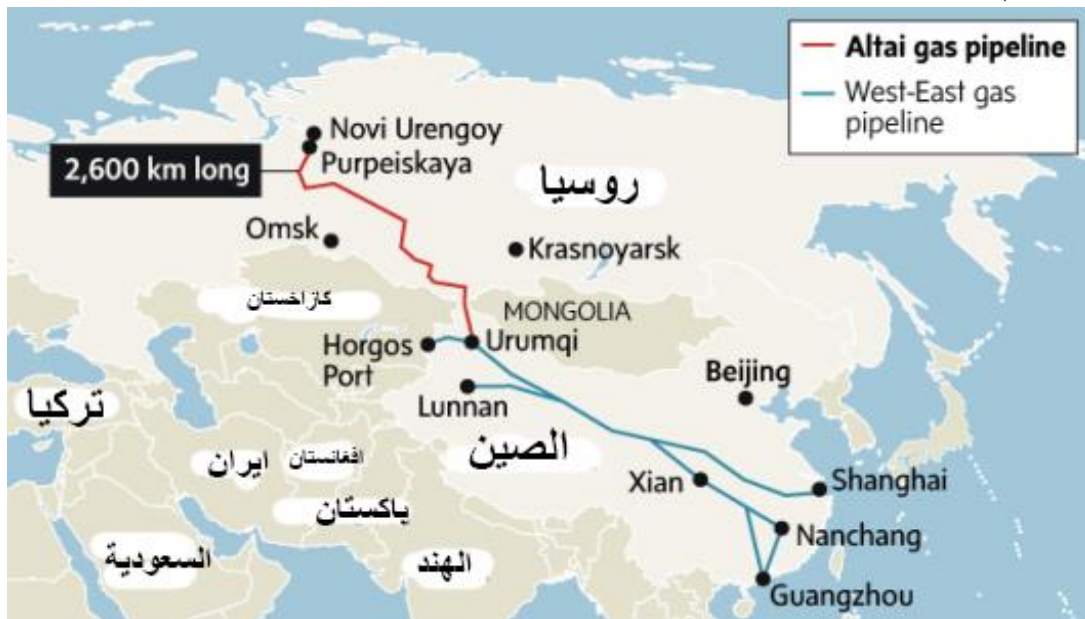 Altai gas pipeline
West-East gas
pipeline
Novi Urengoy
Purpeiskaya
2,600 km long
روسيا
Omsk
Krasnoyarsk
كازاخستان
MONGOLIA
Horgos
Port
Urumqi
Beijing
Lunnan
تركيا
الصين
ايران
افغانستان
Xian
Shanghai
باكستان
Nanchang
السعودية
الهند
Guangzhou